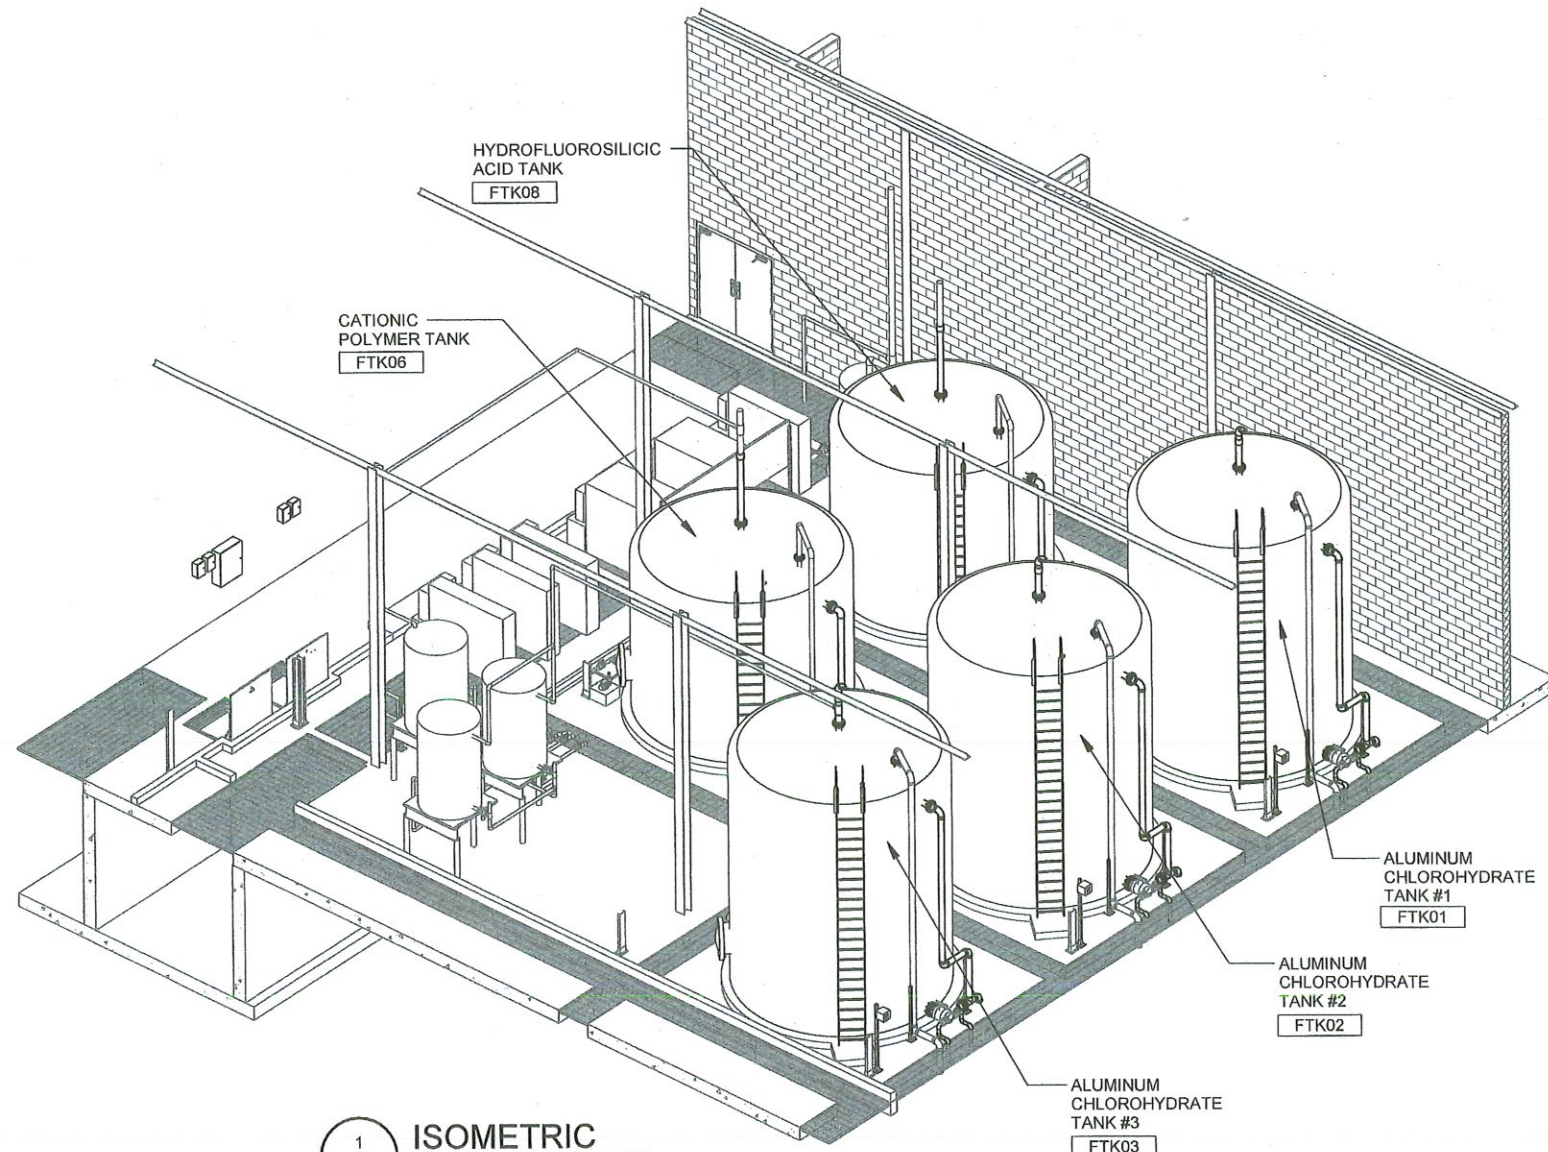 HYDROFLUOROSILICIC
ACID TANK
FTK08
CATIONIC
POLYMER TANK
FTK06
ALUMINUM
CHLOROHYDRATE
TANK #1
FTK01
ALUMINUM
CHLOROHYDRATE
TANK #2
FTK02
ALUMINUM
CHLOROHYDRATE
TANK #3
FTK03
1 ISOMETRIC